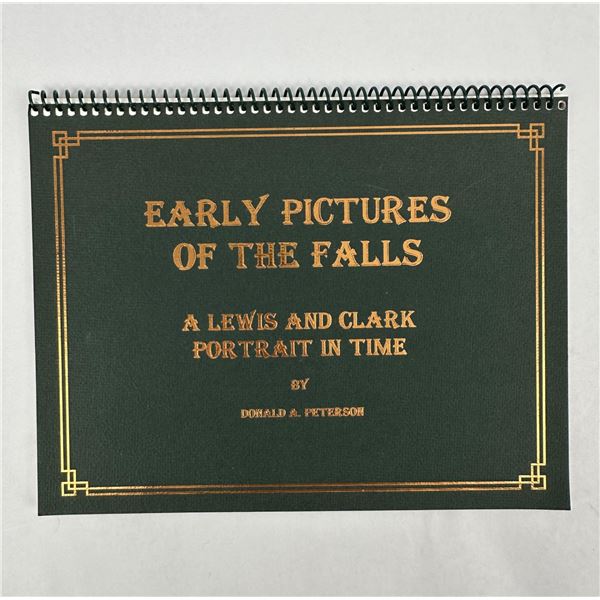 EARLY PICTURES
OF THE FALLS
A LEWIS AND CLARK
PORTRAIT IN TIME
BY
DONALD A. PETERSON